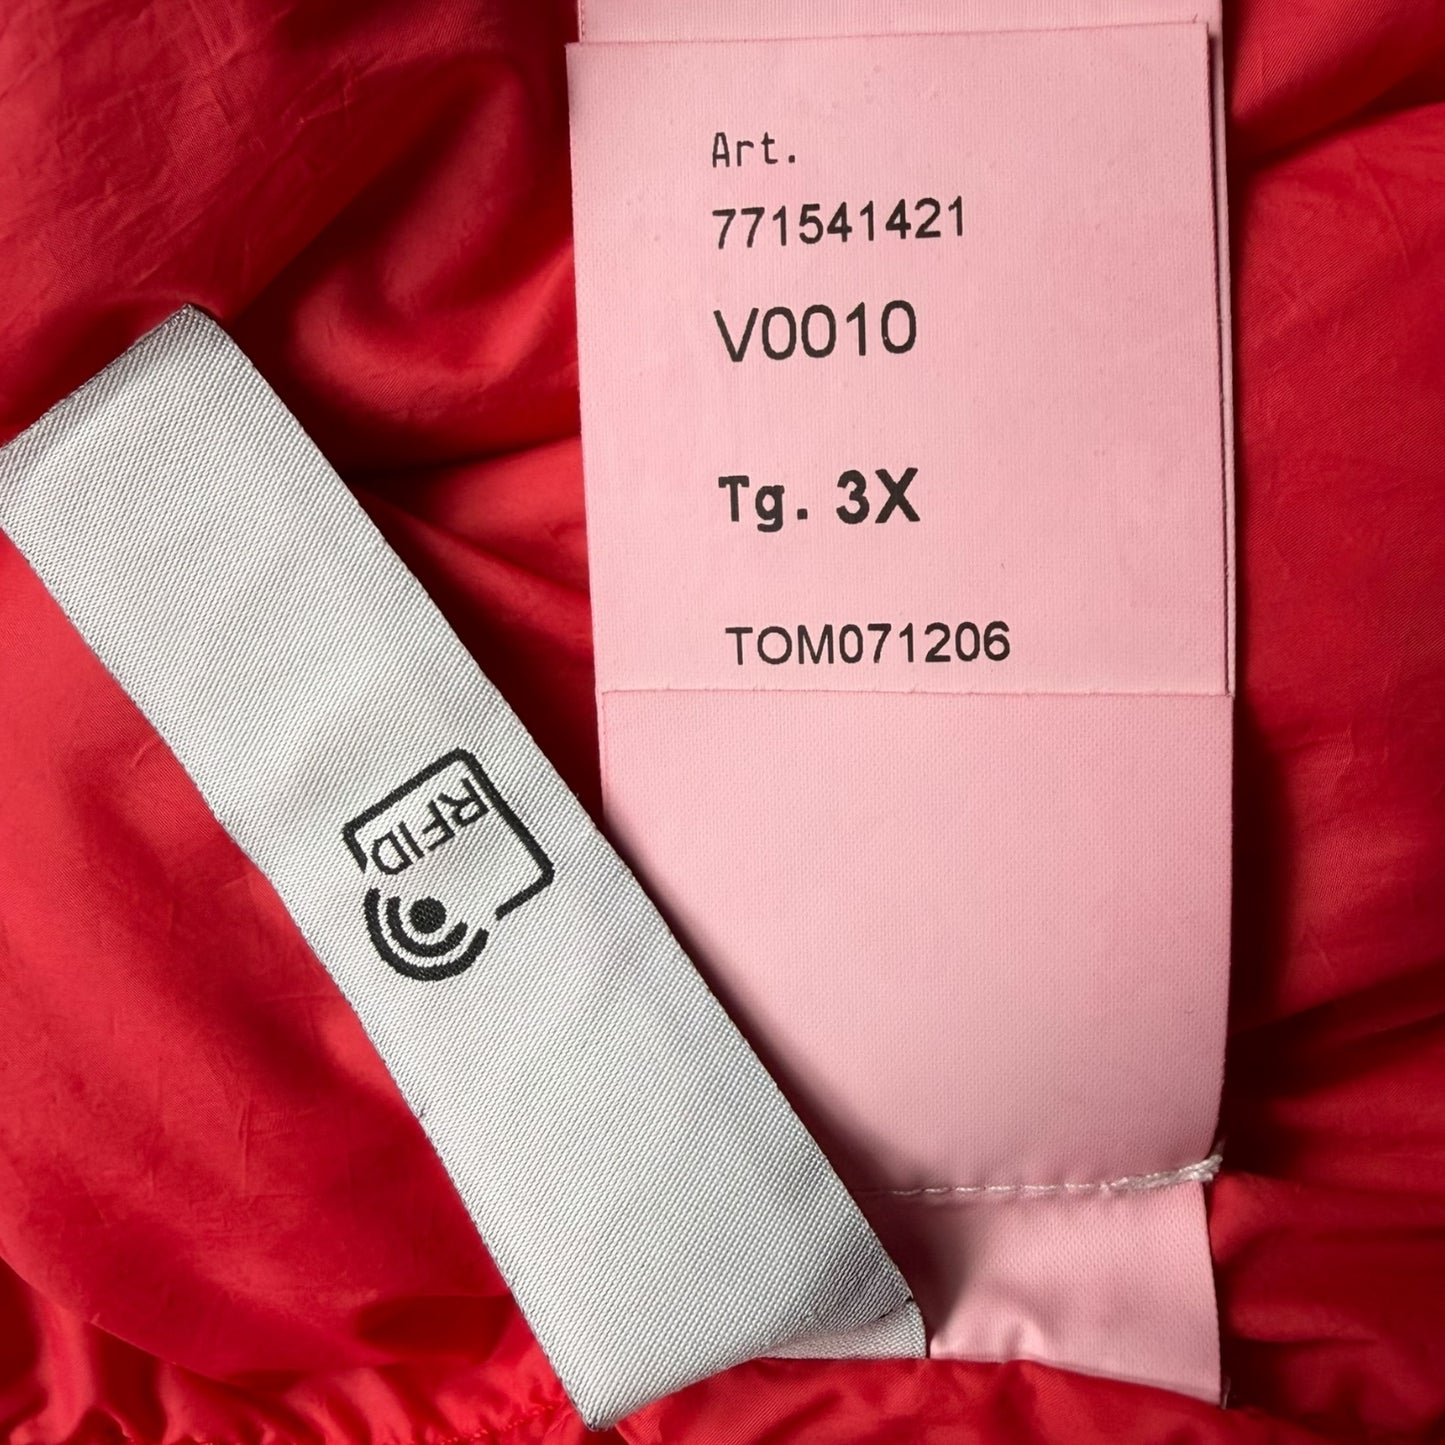 Art.
771541421
V0010
Tg. 3X
TOM071206
RFID